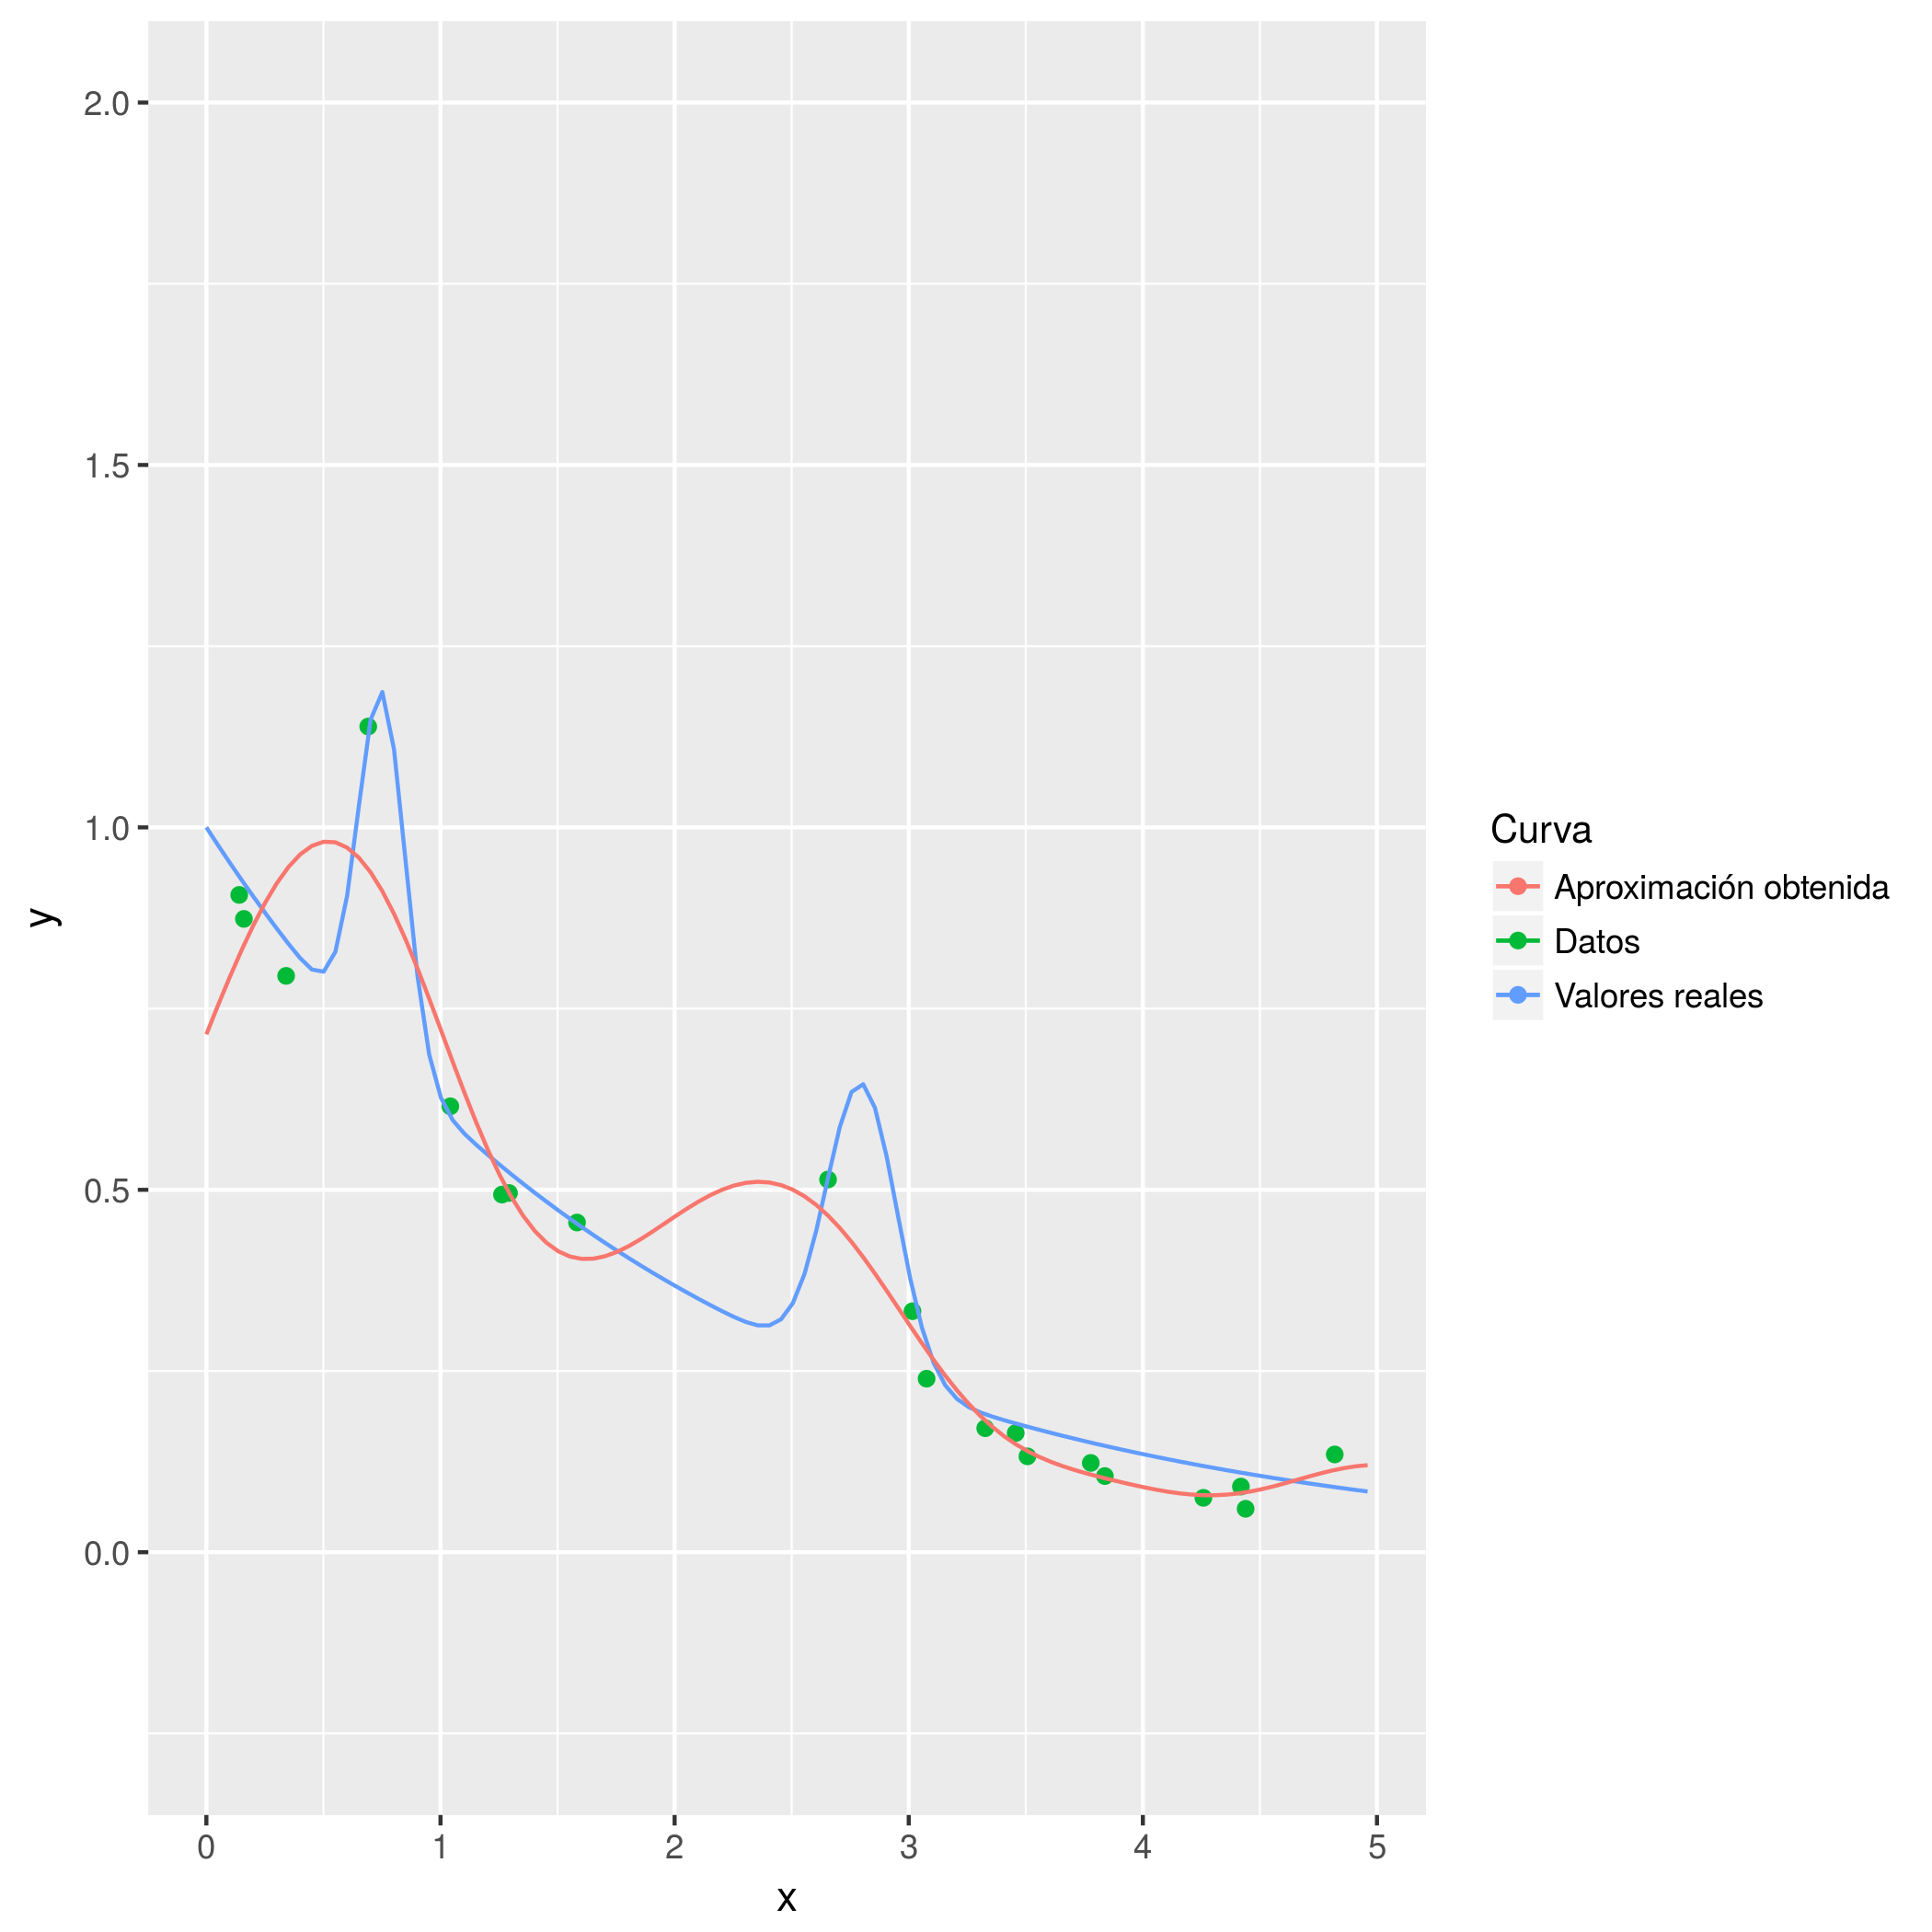 2.0
1.5
1.0
0.5
0.0
y
0 1 2 3 4 5
x
Curva
Aproximación obtenida
Datos
Valores reales